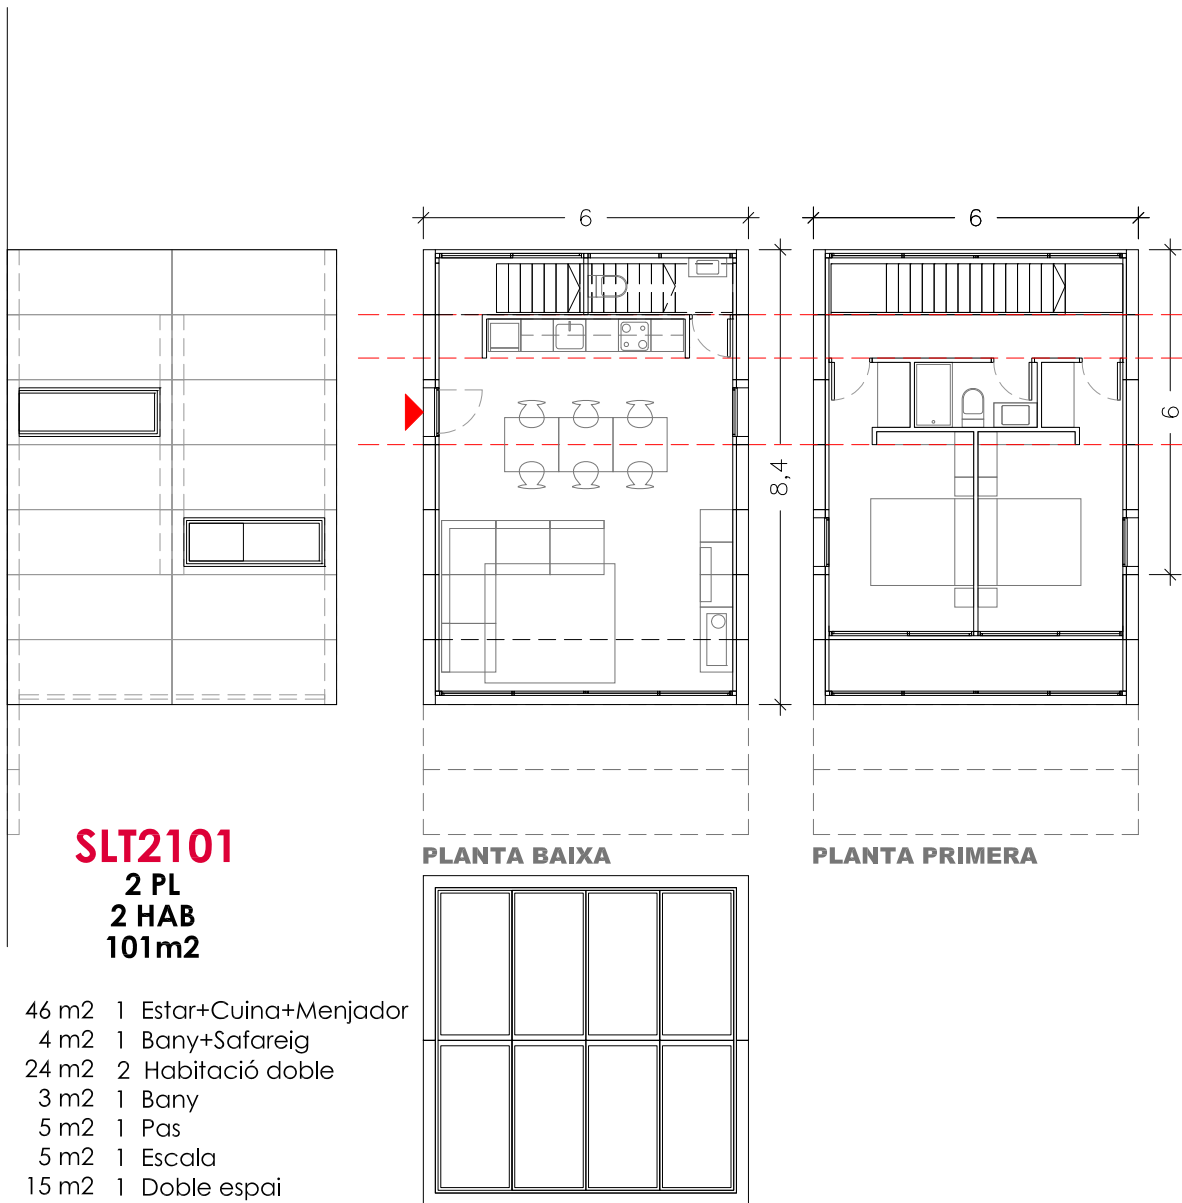 6
6
8,4
6
SLT2101
2 PL
2 HAB
101m2
PLANTA BAIXA
PLANTA PRIMERA
46 m2 1 Estar+Cuina+Menjador
4 m2 1 Bany+Safareig
24 m2 2 Habitació doble
3 m2 1 Bany
5 m2 1 Pas
5 m2 1 Escala
15 m2 1 Doble espai